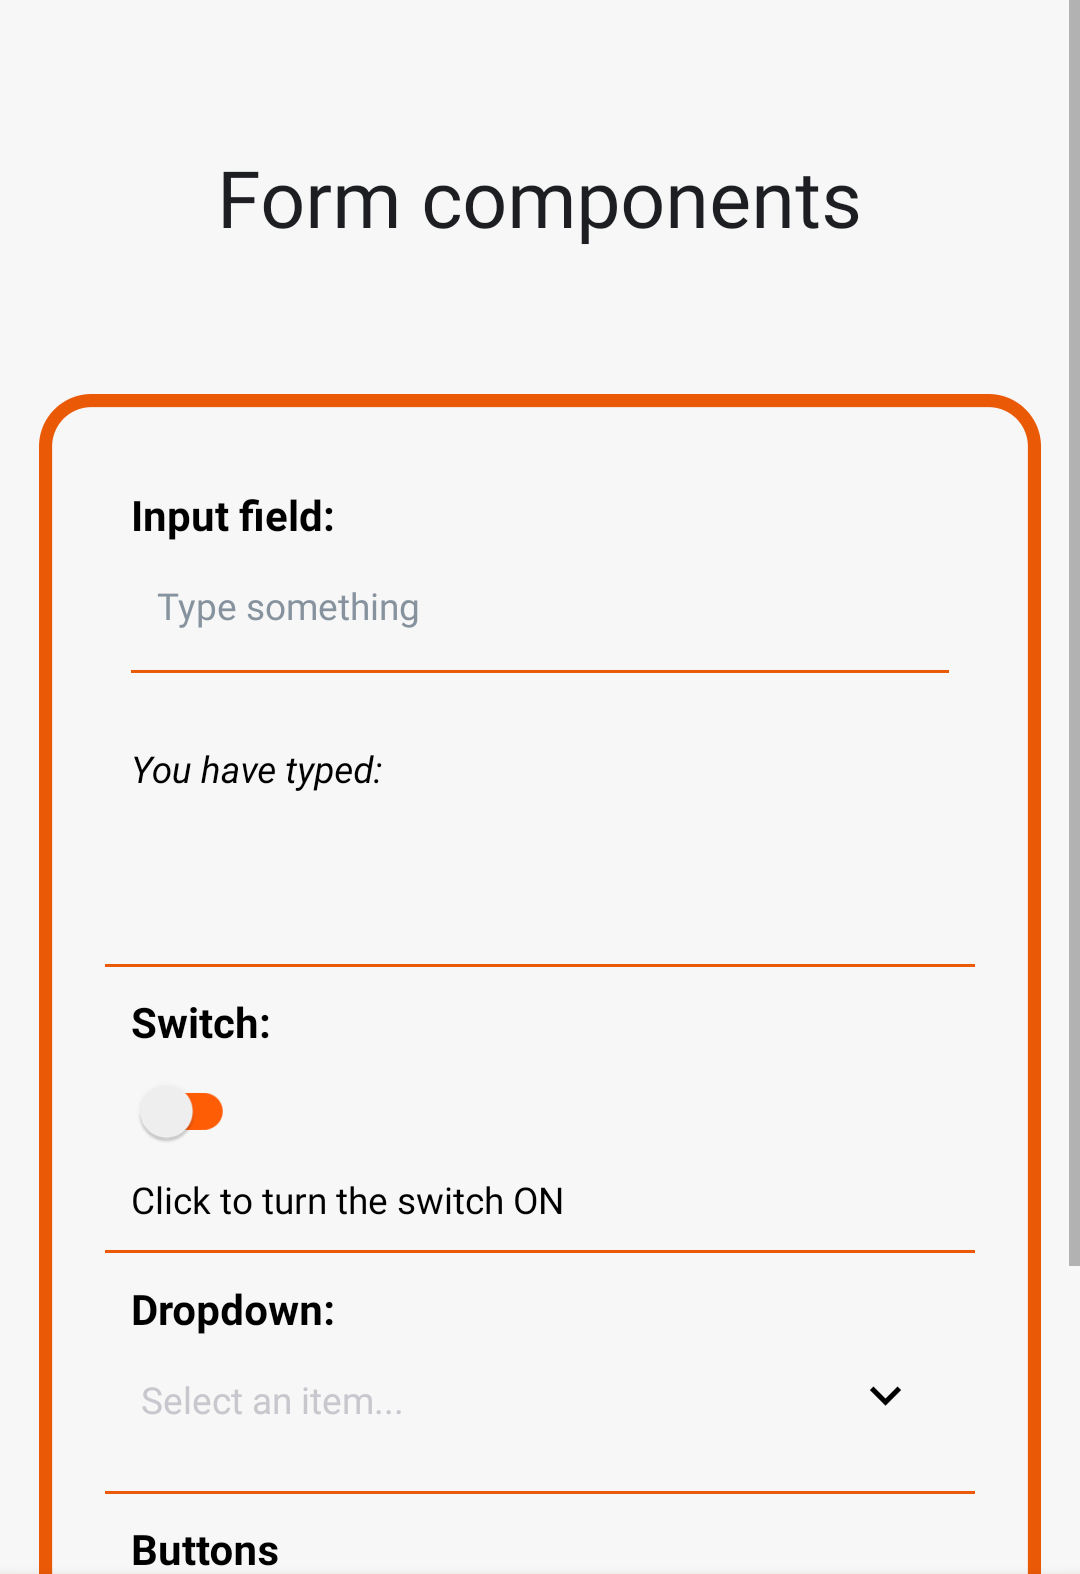 Form components
Input field:
Type something
You have typed:
Switch:
Click to turn the switch ON
Dropdown:
Select an item...
Buttons